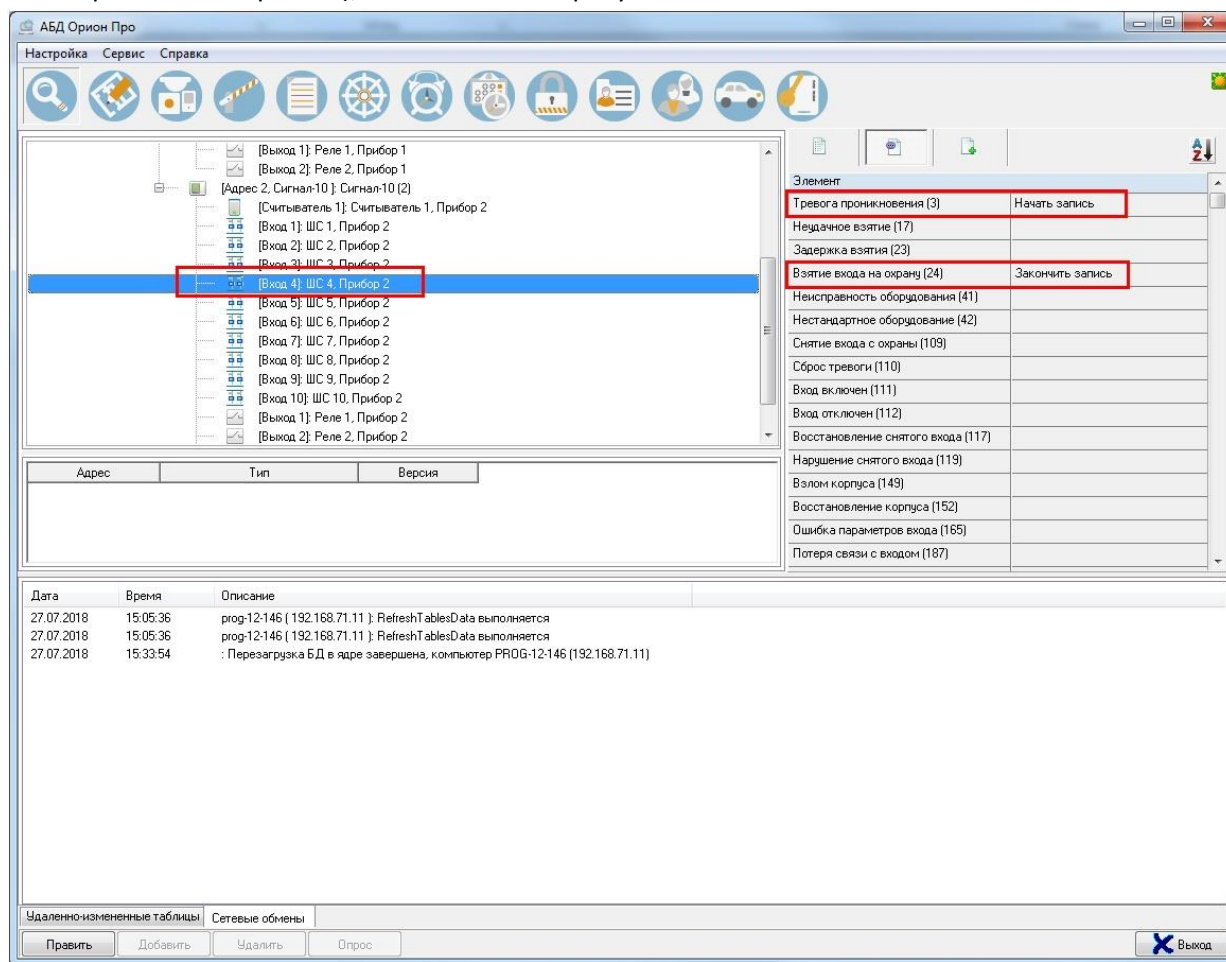 АБД Орион Про
Настройка Сервис Справка
[Выход 1]: Реле 1, Прибор 1
[Выход 2]: Реле 2, Прибор 1
[Адрес 2, Сигнал-10 ]: Сигнал-10 (2)
[Считыватель 1]: Считыватель 1, Прибор 2
[Вход 1]: ШС 1, Прибор 2
[Вход 2]: ШС 2, Прибор 2
[Вход 3]: ШС 3, Прибор 2
[Вход 4]: ШС 4, Прибор 2
[Вход 5]: ШС 5, Прибор 2
[Вход 6]: ШС 6, Прибор 2
[Вход 7]: ШС 7, Прибор 2
[Вход 8]: ШС 8, Прибор 2
[Вход 9]: ШС 9, Прибор 2
[Вход 10]: ШС 10, Прибор 2
[Выход 1]: Реле 1, Прибор 2
[Выход 2]: Реле 2, Прибор 2
Адрес Тип Версия
A
Z
Элемент
Тревога проникновения (3) Начать запись
Неудачное взятие (17)
Задержка взятия (23)
Взятие входа на охрану (24) Закончить запись
Неисправность оборудования (41)
Нестандартное оборудование (42)
Снятие входа с охраны (109)
Сброс тревоги (110)
Вход включен (111)
Вход отключен (112)
Восстановление снятого входа (117)
Нарушение снятого входа (119)
Взлом корпуса (149)
Восстановление корпуса (152)
Ошибка параметров входа (165)
Потеря связи с входом (187)
Дата Время Описание
27.07.2018 15:05:36 prog-12-146 ( 192.168.71.11 ): RefreshTablesData выполняется
27.07.2018 15:05:36 prog-12-146 ( 192.168.71.11 ): RefreshTablesData выполняется
27.07.2018 15:33:54 : Перезагрузка БД в ядре завершена, компьютер PROG-12-146 (192.168.71.11)
Удаленно-измененные таблицы Сетевые обмены
Править Добавить Удалить Опрос Выход